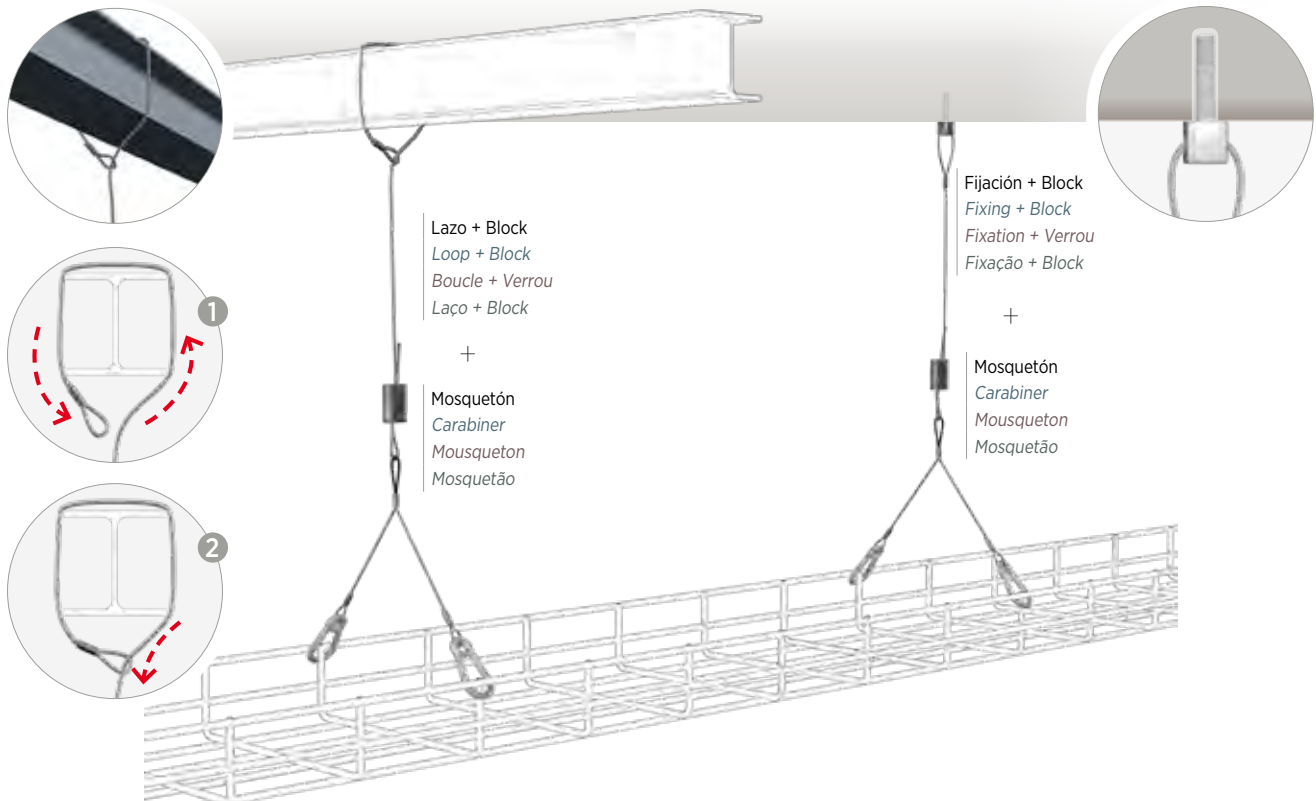 1
2
Lazo + Block
Loop + Block
Boucle + Verrou
Laço + Block
+
Mosquetón
Carabiner
Mousqueton
Mosquetão
Fijación + Block
Fixing + Block
Fixation + Verrou
Fixação + Block
+
Mosquetón
Carabiner
Mousqueton
Mosquetão